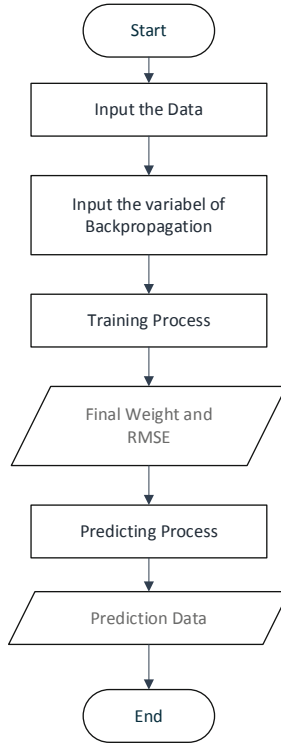 Start
Input the Data
Input the variabel of
Backpropagation
Training Process
Final Weight and
RMSE
Predicting Process
Prediction Data
End